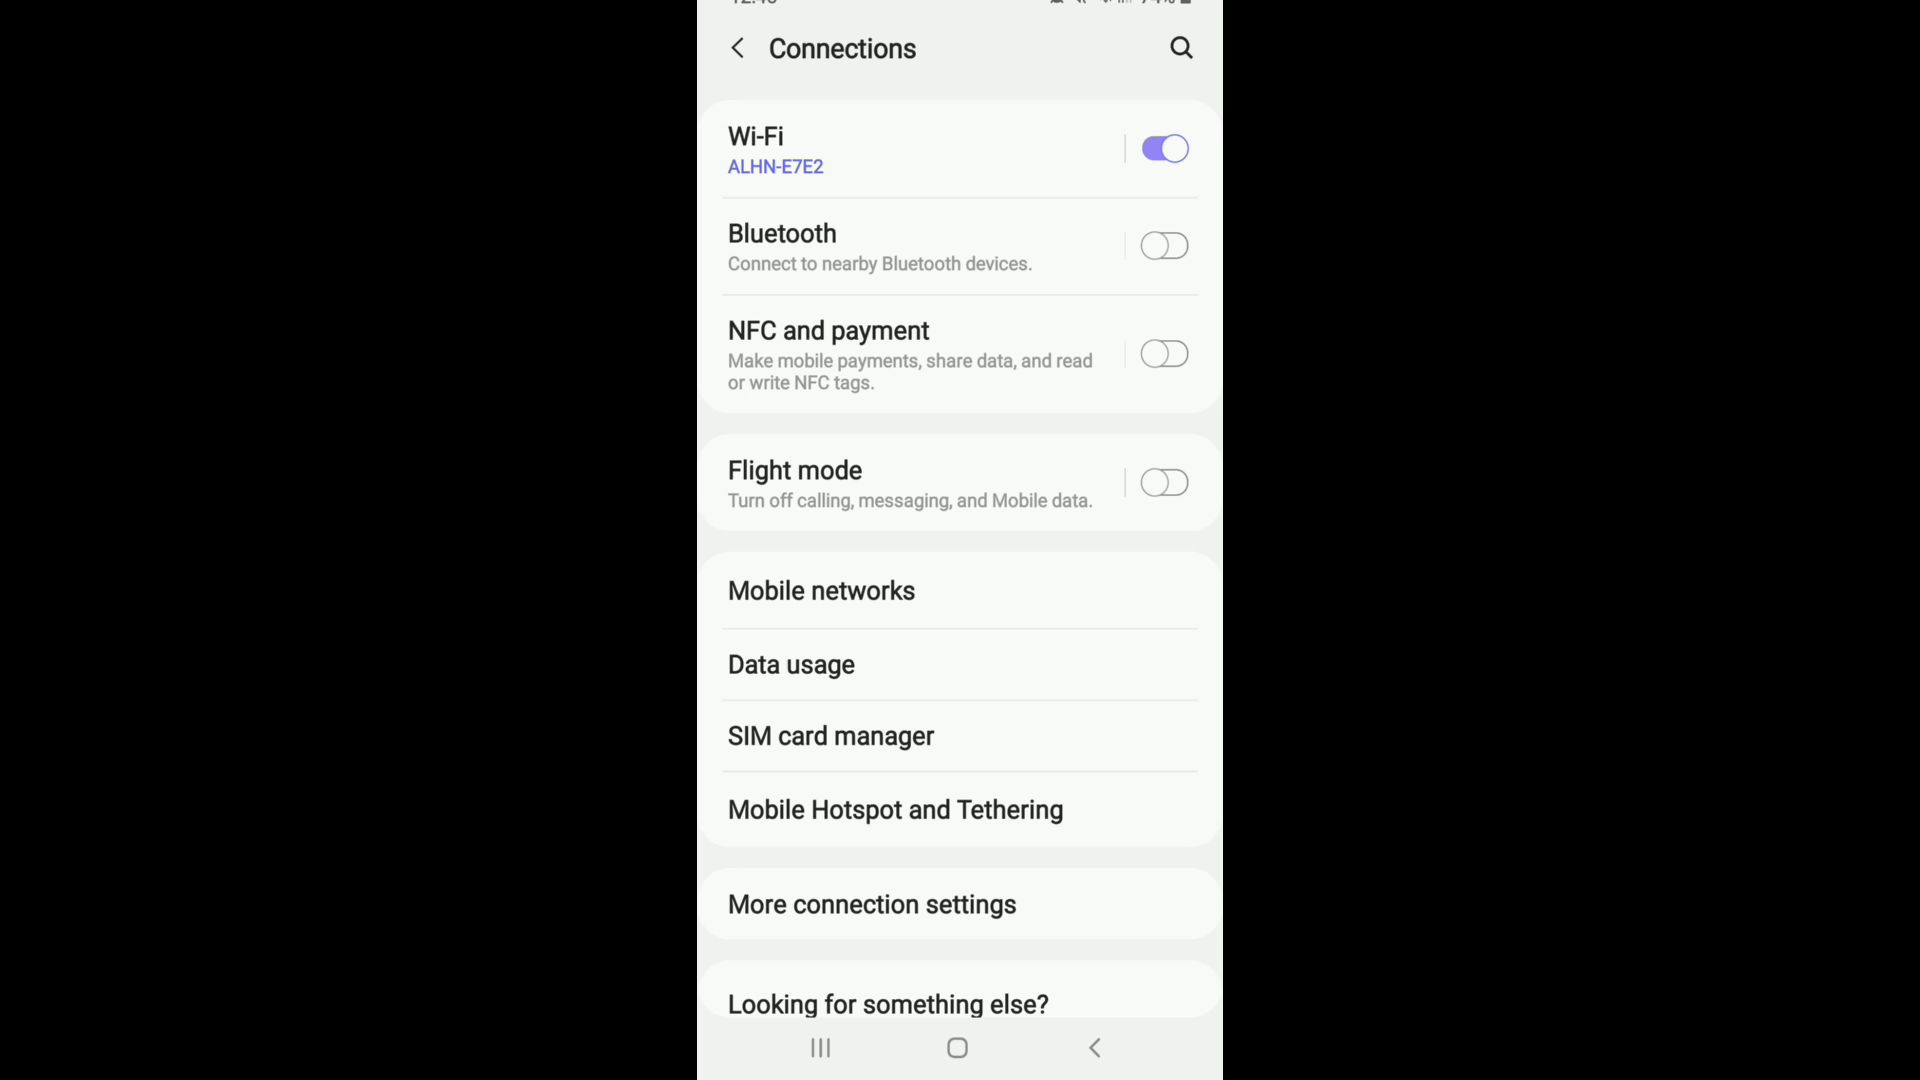 Connections
Wi-Fi
ALHN-E7E2
Bluetooth
Connect to nearby Bluetooth devices.
NFC and payment
Make mobile payments, share data, and read
or write NFC tags.
Flight mode
Turn off calling, messaging, and Mobile data.
Mobile networks
Data usage
SIM card manager
Mobile Hotspot and Tethering
More connection settings
Looking for something else?